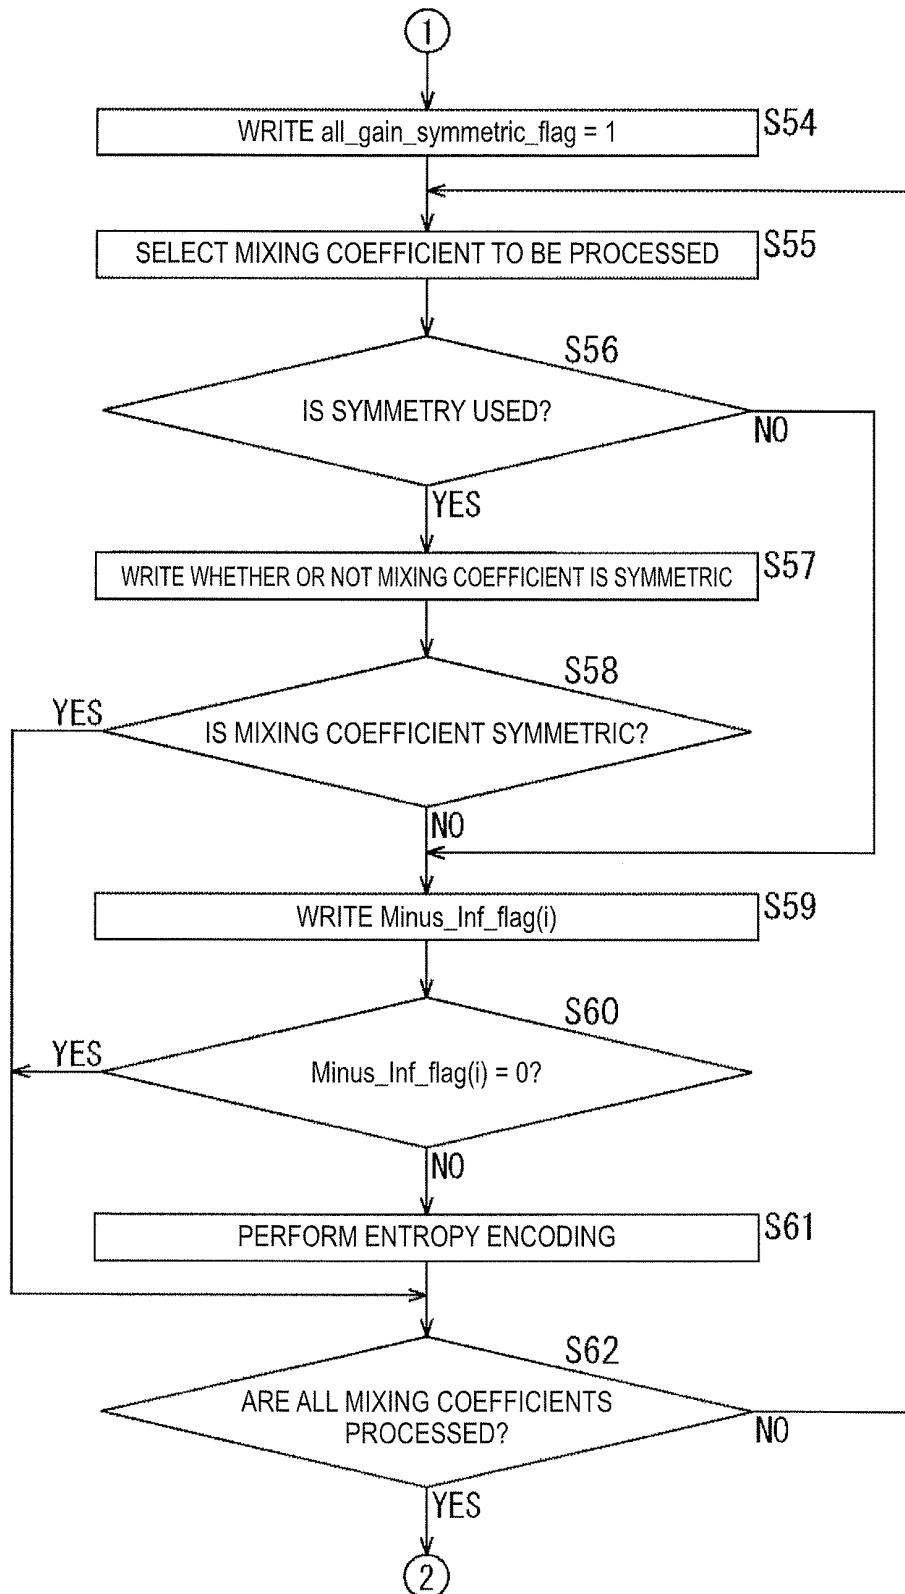 1
WRITE all_gain_symmetric_flag = 1
S54
SELECT MIXING COEFFICIENT TO BE PROCESSED
S55
S56
IS SYMMETRY USED?
NO
YES
WRITE WHETHER OR NOT MIXING COEFFICIENT IS SYMMETRIC
S57
S58
YES
IS MIXING COEFFICIENT SYMMETRIC?
NO
WRITE Minus_Inf_flag(i)
S59
S60
YES
Minus_Inf_flag(i) = 0?
NO
PERFORM ENTROPY ENCODING
S61
S62
ARE ALL MIXING COEFFICIENTS
PROCESSED?
NO
YES
2